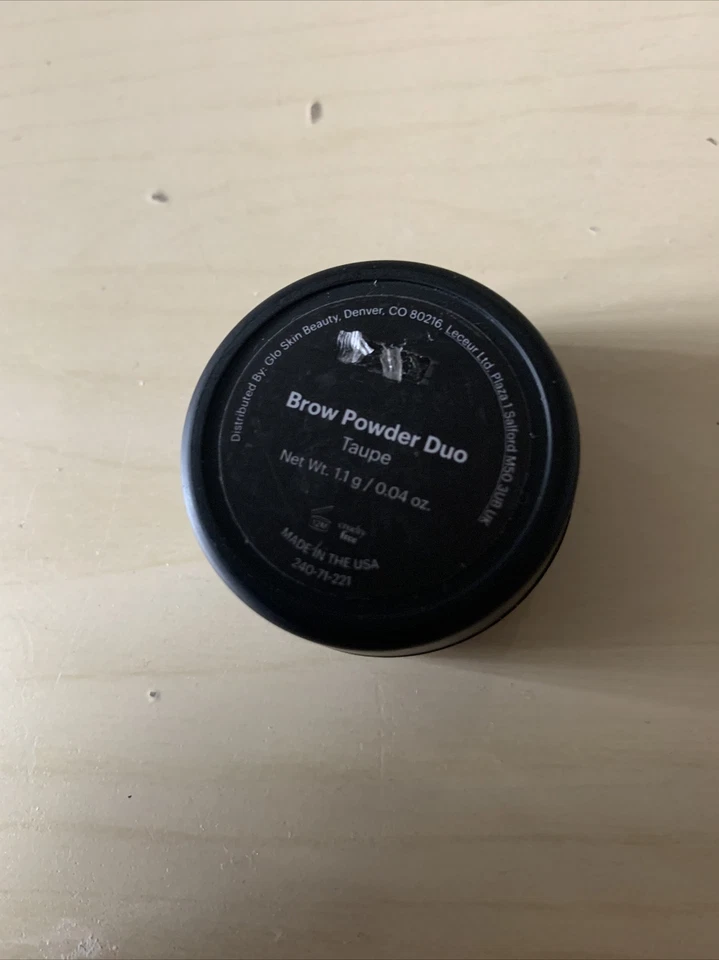 Distributed By: Glo Skin Beauty, Denver, CO 80216, Leceur Ltd, Plaza 1 Salford M50 3UB UK
Brow Powder Duo
Taupe
Net Wt. 1.1 g / 0.04 oz.
12M
cruelty
free
MADE IN THE USA
240-71-221